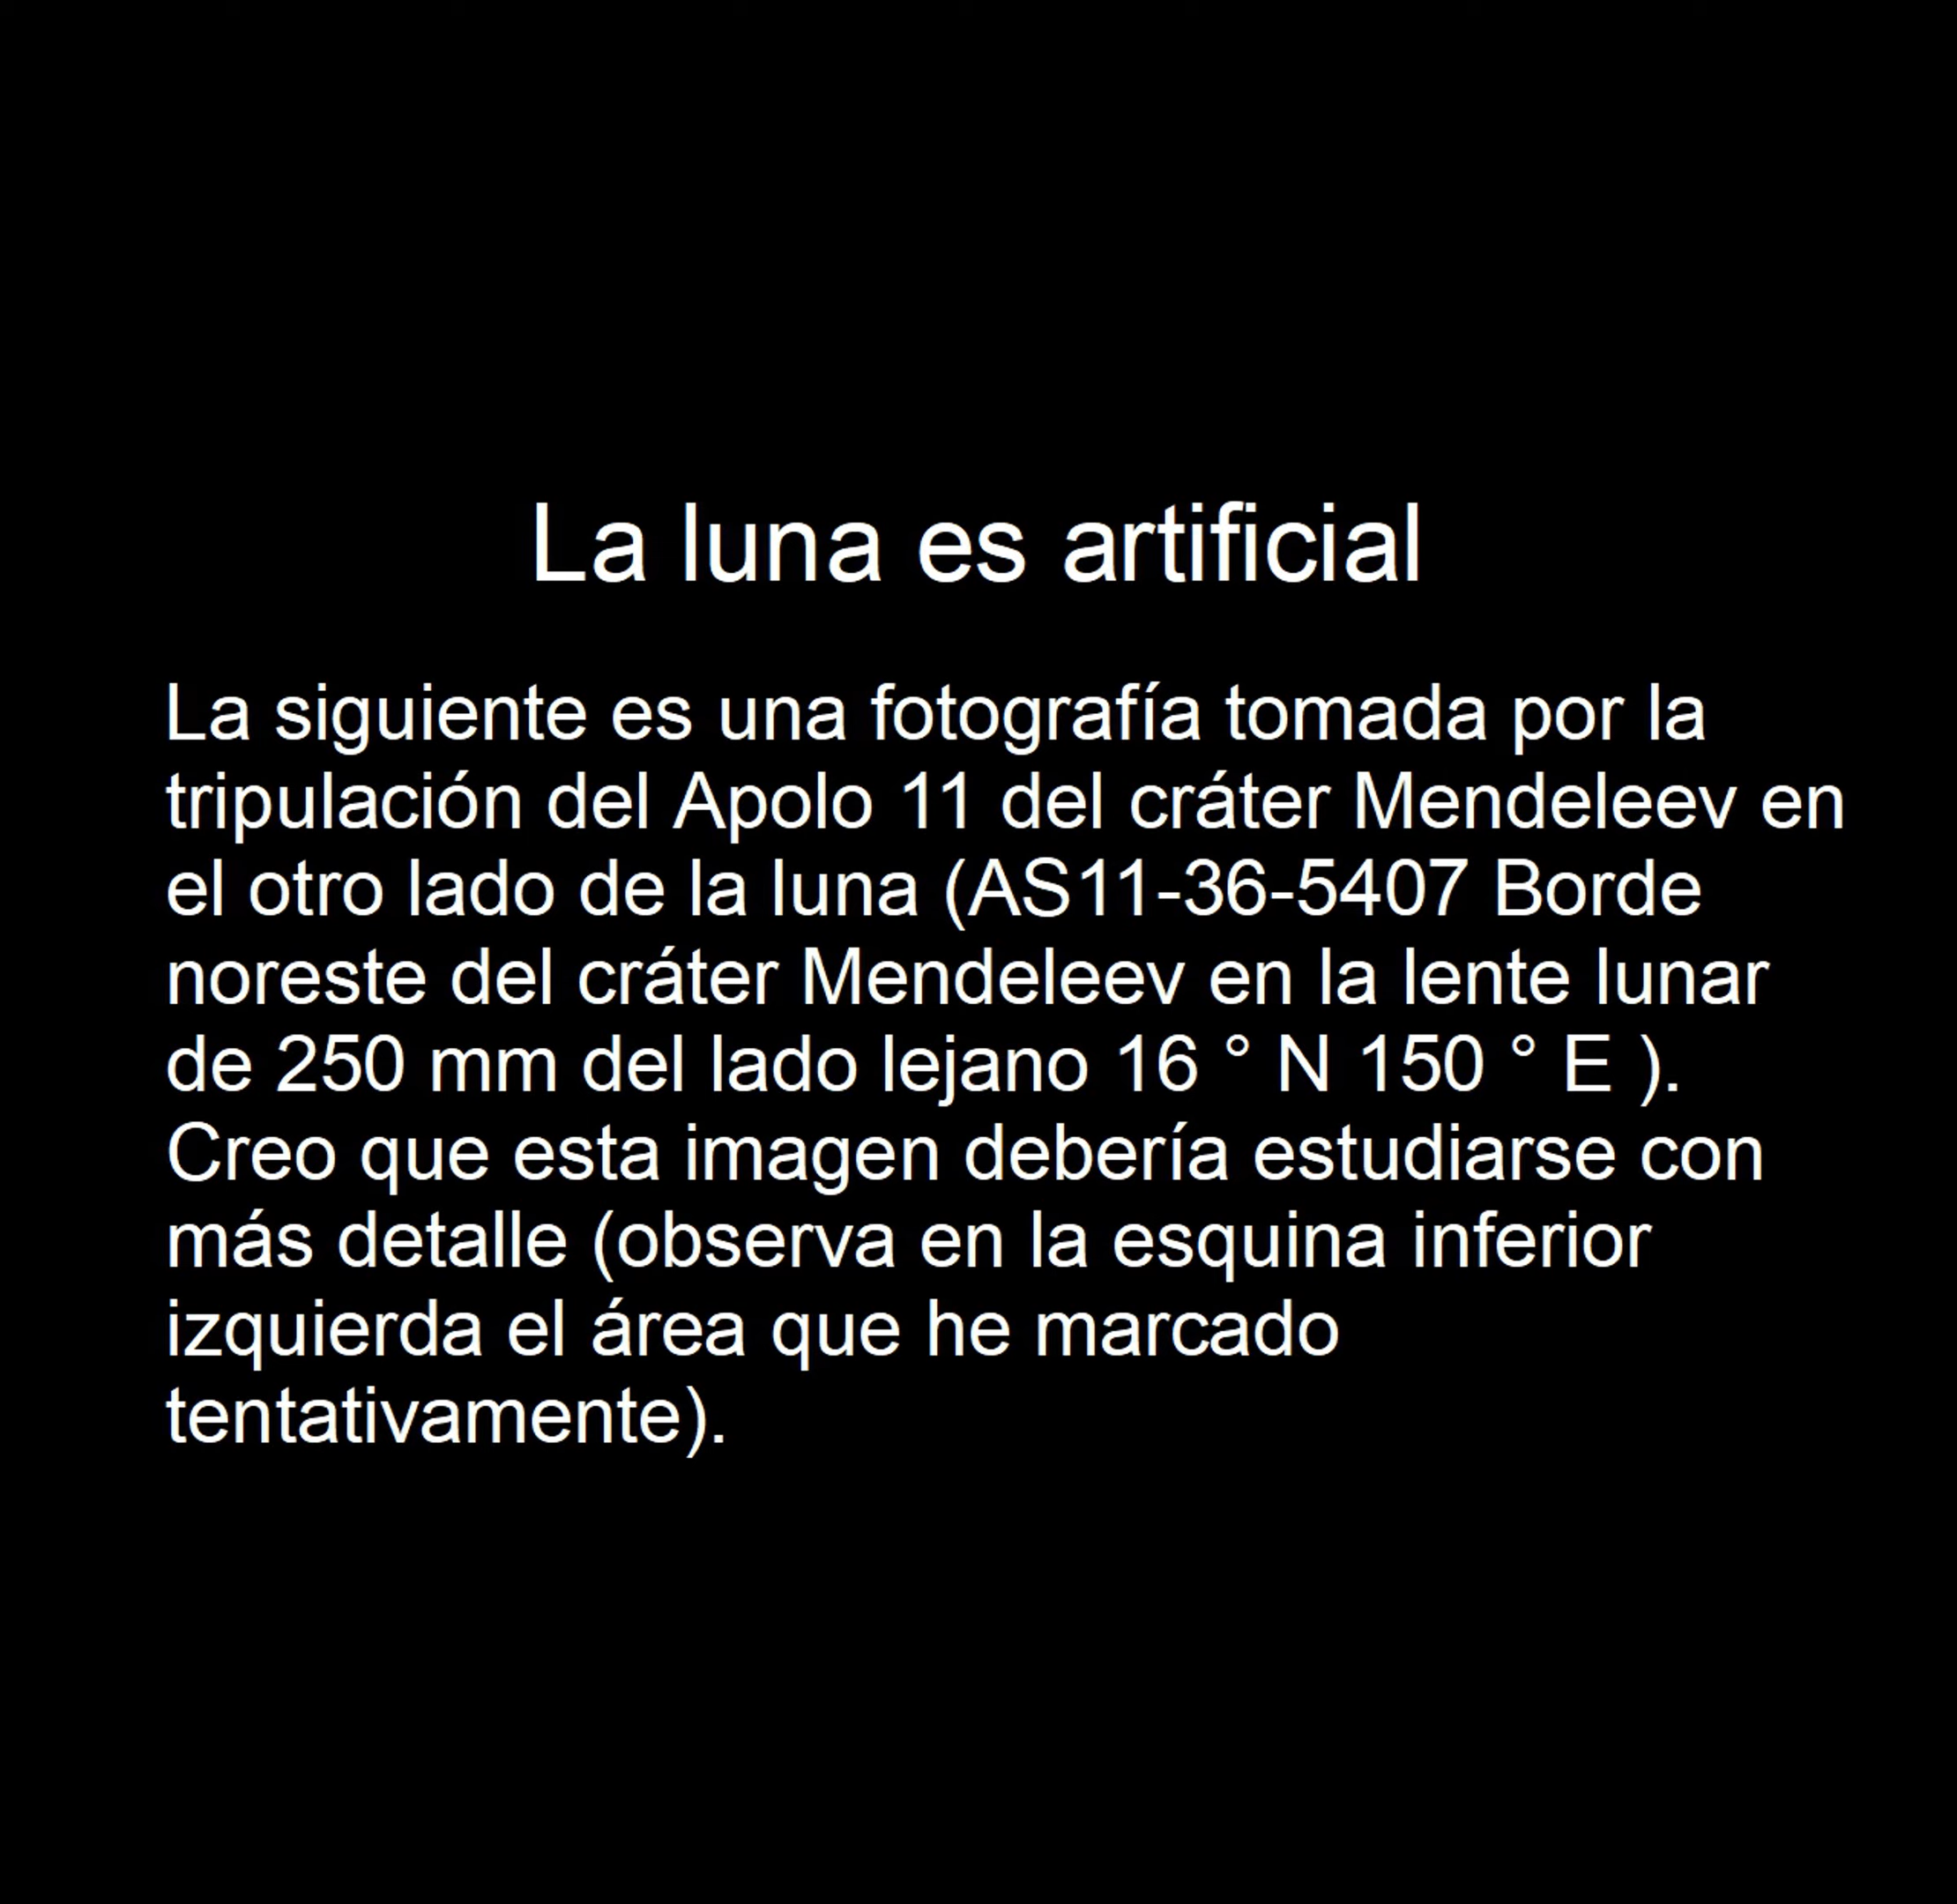 La luna es artificial
La siguiente es una fotografía tomada por la
tripulación del Apolo 11 del cráter Mendeleev en
el otro lado de la luna (AS11-36-5407 Borde
noreste del cráter Mendeleev en la lente lunar
de 250 mm del lado lejano 16 ° N 150 ° E ).
Creo que esta imagen debería estudiarse con
más detalle (observa en la esquina inferior
izquierda el área que he marcado
tentativamente).